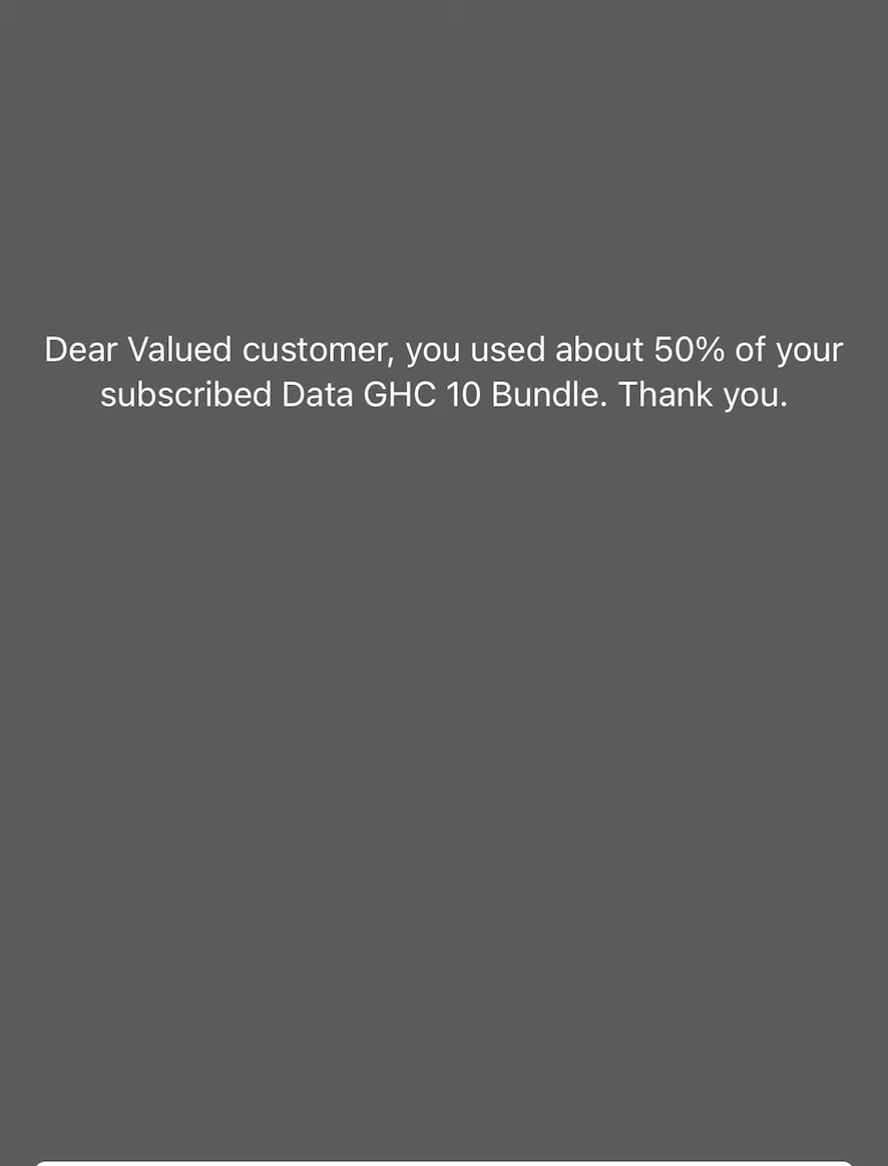 Dear Valued customer, you used about 50% of your
subscribed Data GHC 10 Bundle. Thank you.